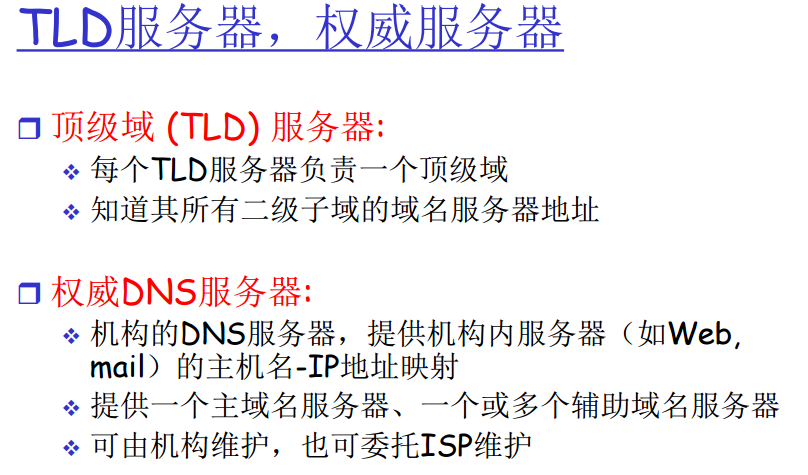 TLD服务器，权威服务器
顶级域 (TLD) 服务器:
每个TLD服务器负责一个顶级域
知道其所有二级子域的域名服务器地址
权威DNS服务器:
机构的DNS服务器，提供机构内服务器（如Web,
mail）的主机名-IP地址映射
提供一个主域名服务器、一个或多个辅助域名服务器
可由机构维护，也可委托ISP维护